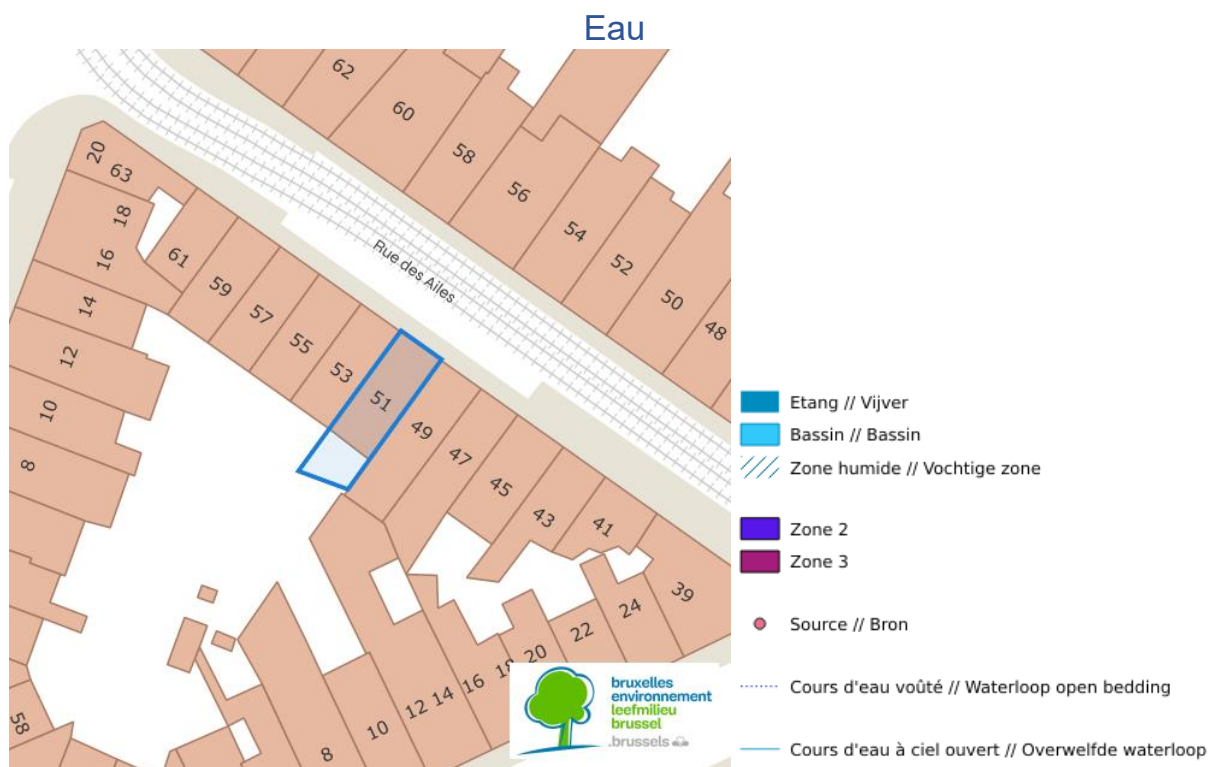 Eau
62
60
58
56
54
52
50
48
20
63
18
16
14
12
10
8
61
59
57
55
53
51
49
47
45
43
41
39
Rue des Ailes
24
22
20
18
16
14
12
10
8
58
bruxelles
environnement
leefmilieu
brussel
.brussels
Etang // Vijver
Bassin // Bassin
Zone humide // Vochtige zone
Zone 2
Zone 3
Source // Bron
Cours d'eau voûté // Waterloop open bedding
Cours d'eau à ciel ouvert // Overwelfde waterloop